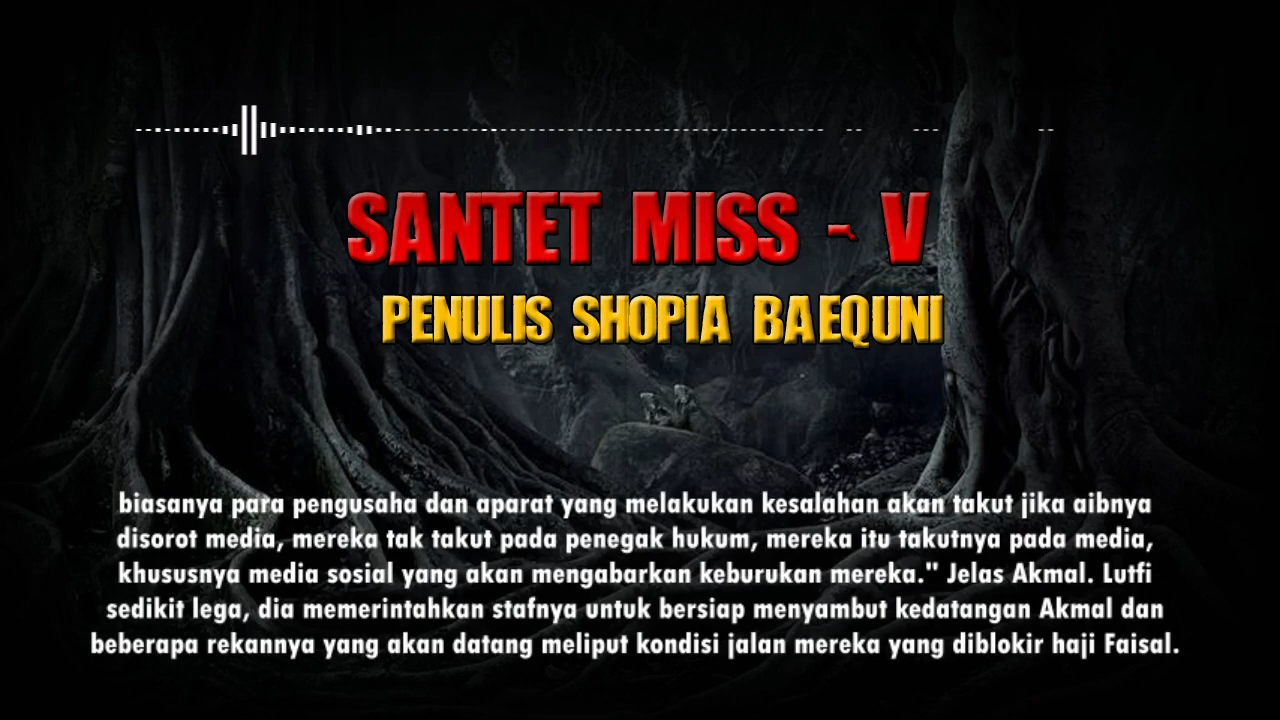 SANTET MISS - V
PENULIS SHOPIA BAEQUNI
biasanya para pengusaha dan aparat yang melakukan kesalahan akan takut jika aibnya
disorot media, mereka tak takut pada penegak hukum, mereka itu takutnya pada media,
khususnya media sosial yang akan mengabarkan keburukan mereka." Jelas Akmal. Lutfi
sedikit lega, dia memerintahkan stafnya untuk bersiap menyambut kedatangan Akmal dan
beberapa rekannya yang akan datang meliput kondisi jalan mereka yang diblokir haji Faisal.